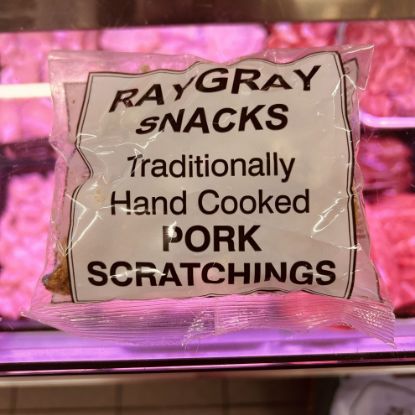 RAYGRAY
SNACKS
Traditionally
Hand Cooked
PORK
SCRATCHINGS